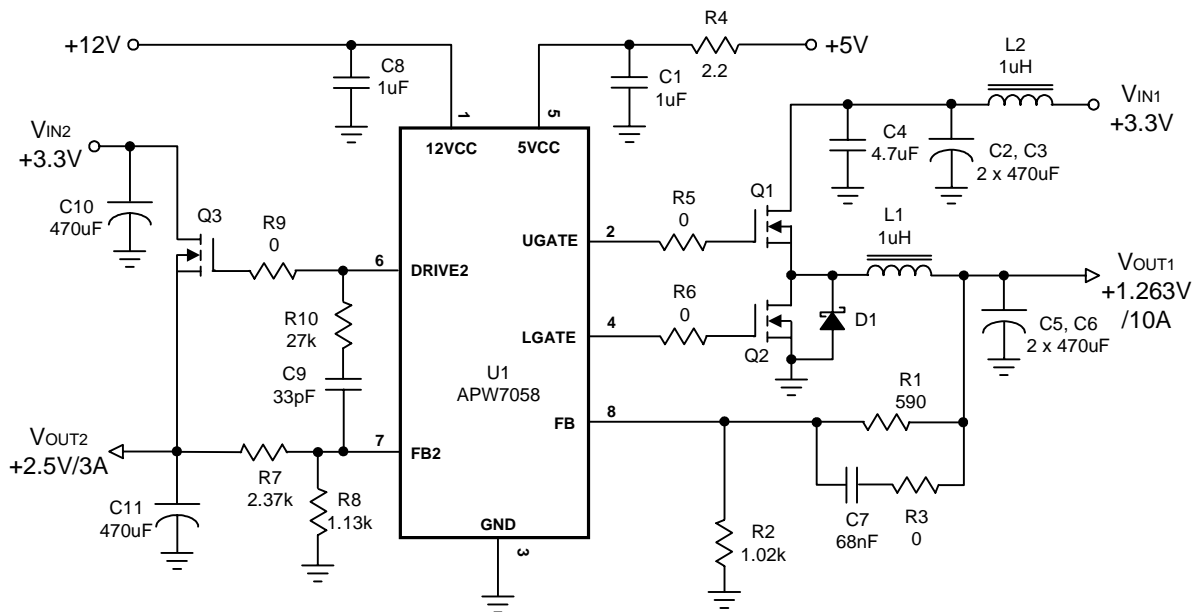 R4
+12V
+5V
2.2
L2
1uH
C8
1uF
C1
1uF
1
5
VIN1
+3.3V
VIN2
+3.3V
12VCC
5VCC
C4
4.7uF
C2, C3
2 x 470uF
C10
470uF
Q3
R9
0
R5
0
Q1
L1
1uH
2
UGATE
6
DRIVE2
VOUT1
+1.263V
/10A
R6
0
R10
27k
4
LGATE
Q2
D1
C5, C6
2 x 470uF
C9
33pF
U1
APW7058
R1
590
8
FB
VOUT2
+2.5V/3A
7
FB2
R7
2.37k
R8
1.13k
C11
470uF
C7
68nF
R3
0
GND
3
R2
1.02k